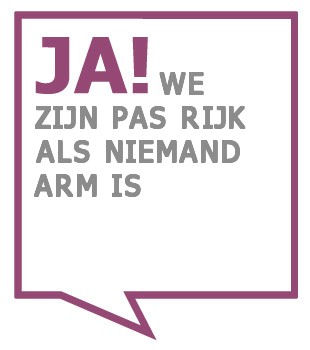 JA! WE
ZIJN PAS RIJK
ALS NIEMAND
ARM IS